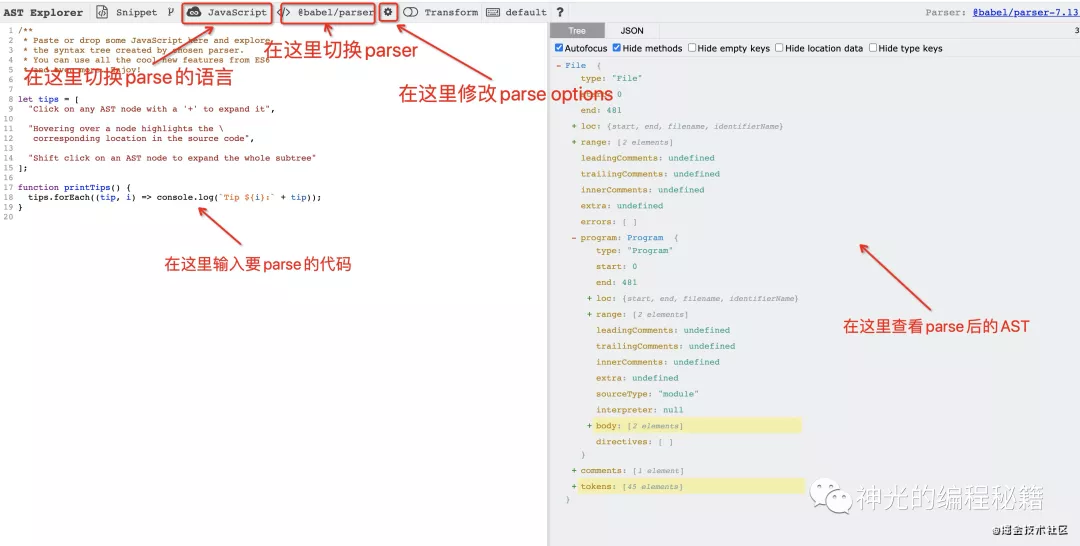 AST Explorer Snippet JavaScript </> @babel/parser Transform default ? Parser: @babel/parser-7.13
Tree JSON
Autofocus Hide methods Hide empty keys Hide location data Hide type keys
1 /**
2 * Paste or drop some JavaScript here and explore
3 * the syntax tree created by chosen parser.
4 * You can use all the cool new features from ES6
5 Enjoy!
6
7
8 let tips = [
9 "Click on any AST node with a '+' to expand it",
10
11 "Hovering over a node highlights the \
12 corresponding location in the source code",
13
14 "Shift click on an AST node to expand the whole subtree"
15 ];
16
17 function printTips() {
18 tips.forEach((tip, i) => console.log(`Tip ${i}:` + tip));
19 }
20
在这里切换parse的语言
在这里切换parser
在这里修改parse options
在这里输入要parse的代码
- File {
type: "File"
0
end: 481
+ loc: {start, end, filename, identifierName}
+ range: [2 elements]
leadingComments: undefined
trailingComments: undefined
innerComments: undefined
extra: undefined
errors: [ ]
- program: Program {
type: "Program"
start: 0
end: 481
+ loc: {start, end, filename, identifierName}
+ range: [2 elements]
leadingComments: undefined
trailingComments: undefined
innerComments: undefined
extra: undefined
sourceType: "module"
interpreter: null
+ body: [2 elements]
directives: [ ]
}
+ comments: [1 element]
+ tokens: [45 elements]
}
在这里查看parse后的AST
神光的编程秘籍
@掘金技术社区